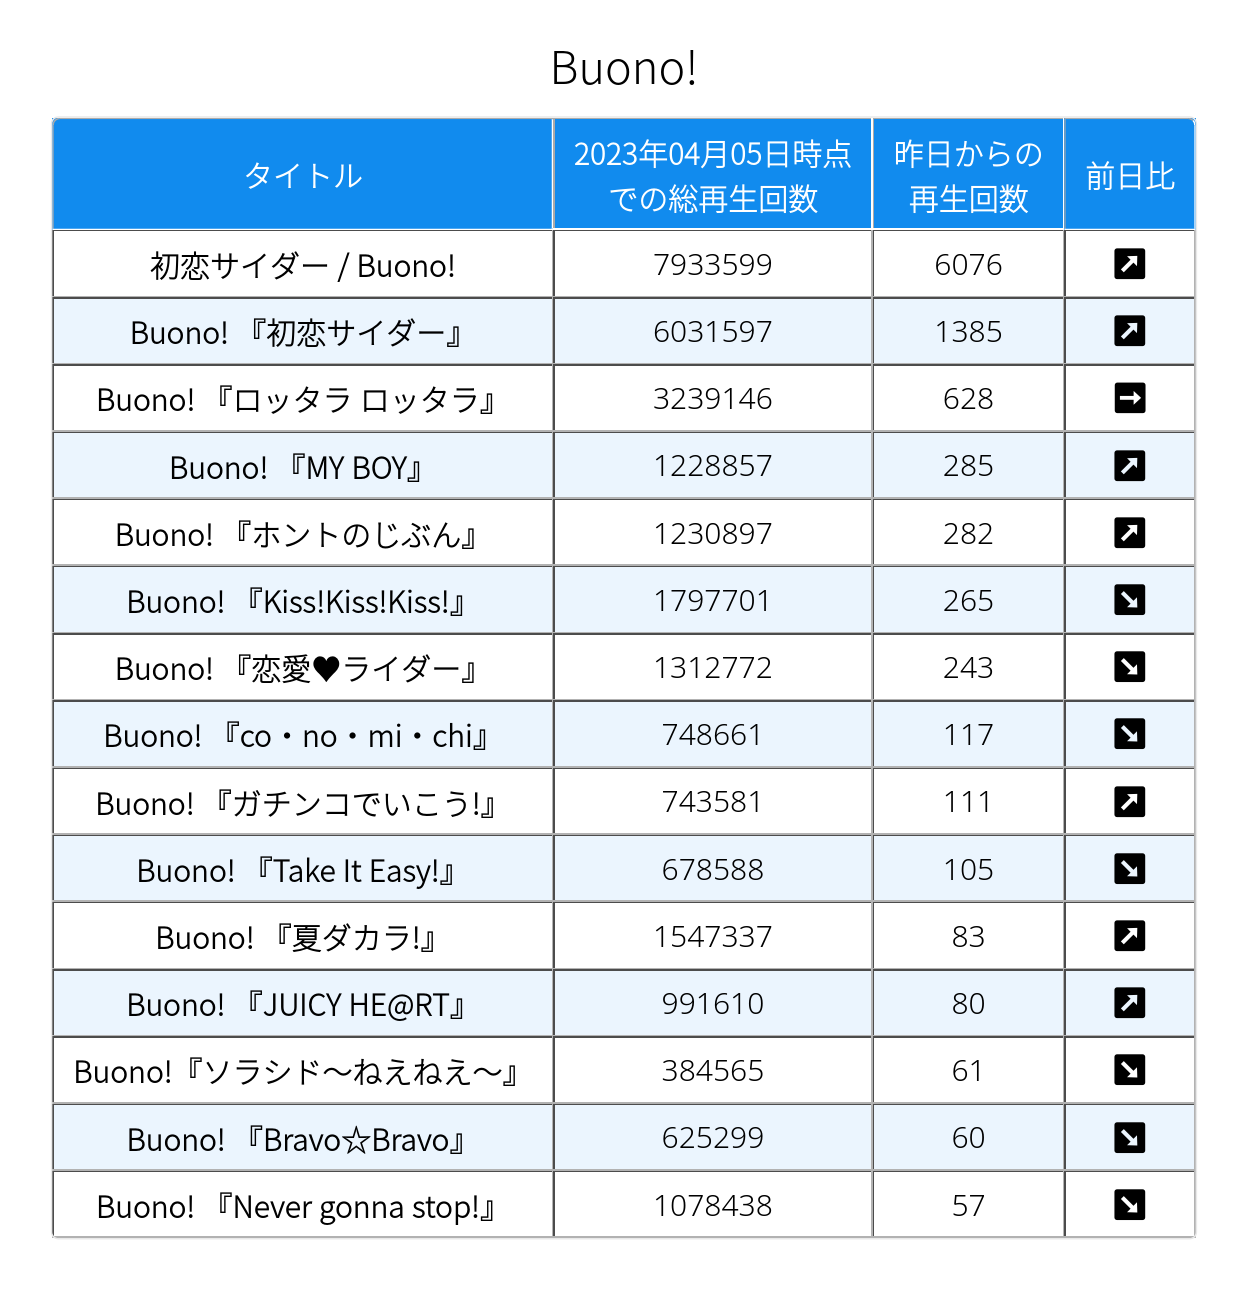 Buono!
タイトル 2023年04月05日時点 昨日からの 前日比
での総再生回数 再生回数
初恋サイダー / Buono! 7933599 6076 ↗
Buono! 『初恋サイダー』 6031597 1385 ↗
Buono! 『ロッタラ ロッタラ』 3239146 628 →
Buono! 『MY BOY』 1228857 285 ↗
Buono! 『ホントのじぶん』 1230897 282 ↗
Buono! 『Kiss!Kiss!Kiss!』 1797701 265 ↘
Buono! 『恋愛♥ライダー』 1312772 243 ↘
Buono! 『co・no・mi・chi』 748661 117 ↘
Buono! 『ガチンコでいこう!』 743581 111 ↗
Buono! 『Take It Easy!』 678588 105 ↘
Buono! 『夏ダカラ!』 1547337 83 ↗
Buono! 『JUICY HE@RT』 991610 80 ↗
Buono!『ソラシド〜ねえねえ〜』 384565 61 ↘
Buono! 『Bravo☆Bravo』 625299 60 ↘
Buono! 『Never gonna stop!』 1078438 57 ↘